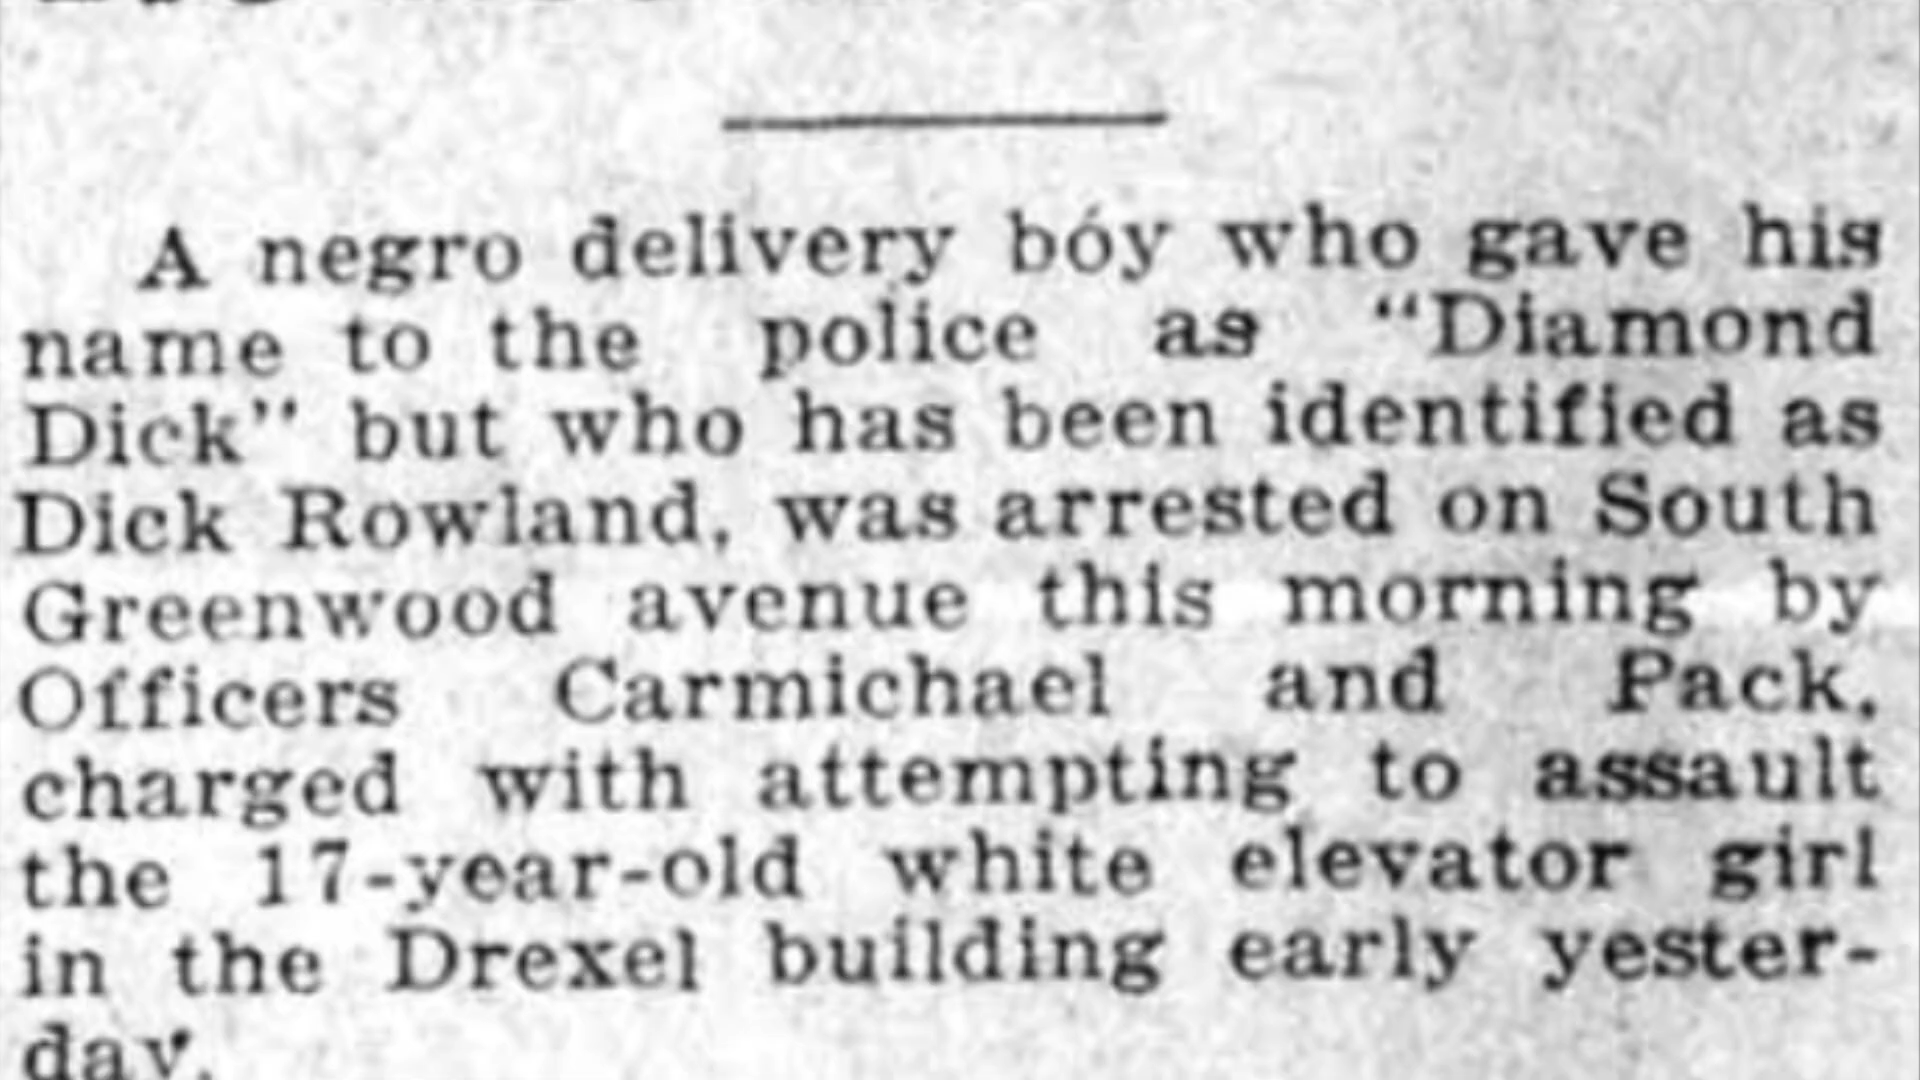 A negro delivery boy who gave his
name to the police as "Diamond
Dick" but who has been identified as
Dick Rowland, was arrested on South
Greenwood avenue this morning by
Officers Carmichael and Pack,
charged with attempting to assault
the 17-year-old white elevator girl
in the Drexel building early yester-
day.